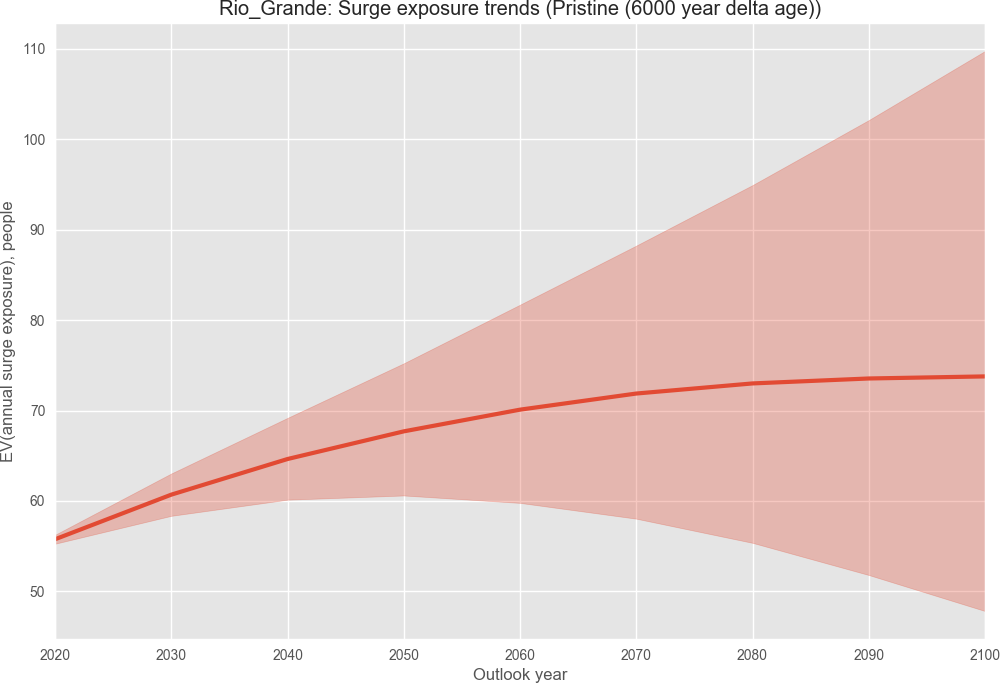 Rio_Grande: Surge exposure trends (Pristine (6000 year delta age))
EV(annual surge exposure), people
110
100
90
80
70
60
50
2020 2030 2040 2050 2060 2070 2080 2090 2100
Outlook year